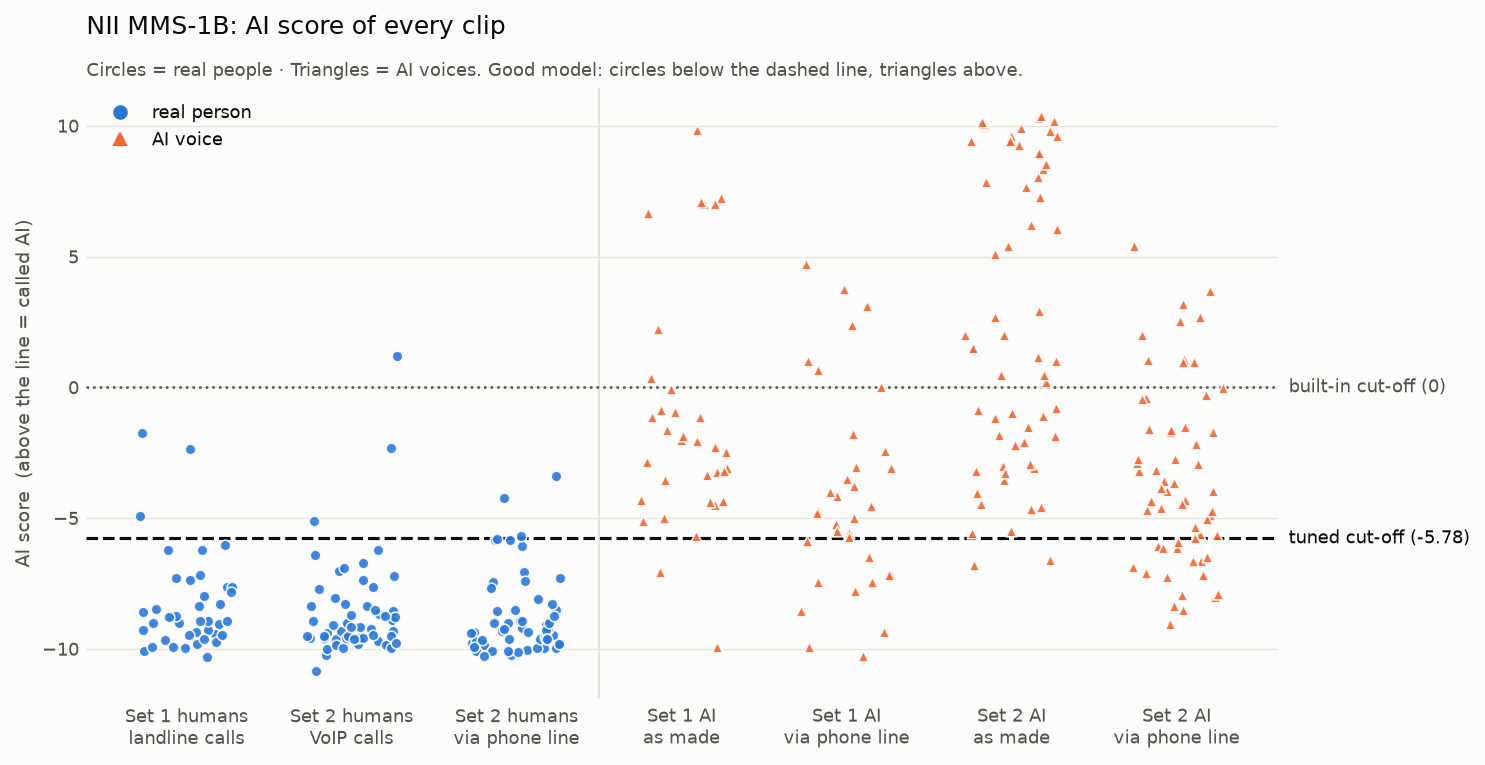 NII MMS-1B: AI score of every clip
Circles = real people · Triangles = AI voices. Good model: circles below the dashed line, triangles above.
real person
AI voice
AI score  (above the line = called AI)
10
5
0
−5
−10
built-in cut-off (0)
tuned cut-off (-5.78)
Set 1 humans
landline calls
Set 2 humans
VoIP calls
Set 2 humans
via phone line
Set 1 AI
as made
Set 1 AI
via phone line
Set 2 AI
as made
Set 2 AI
via phone line